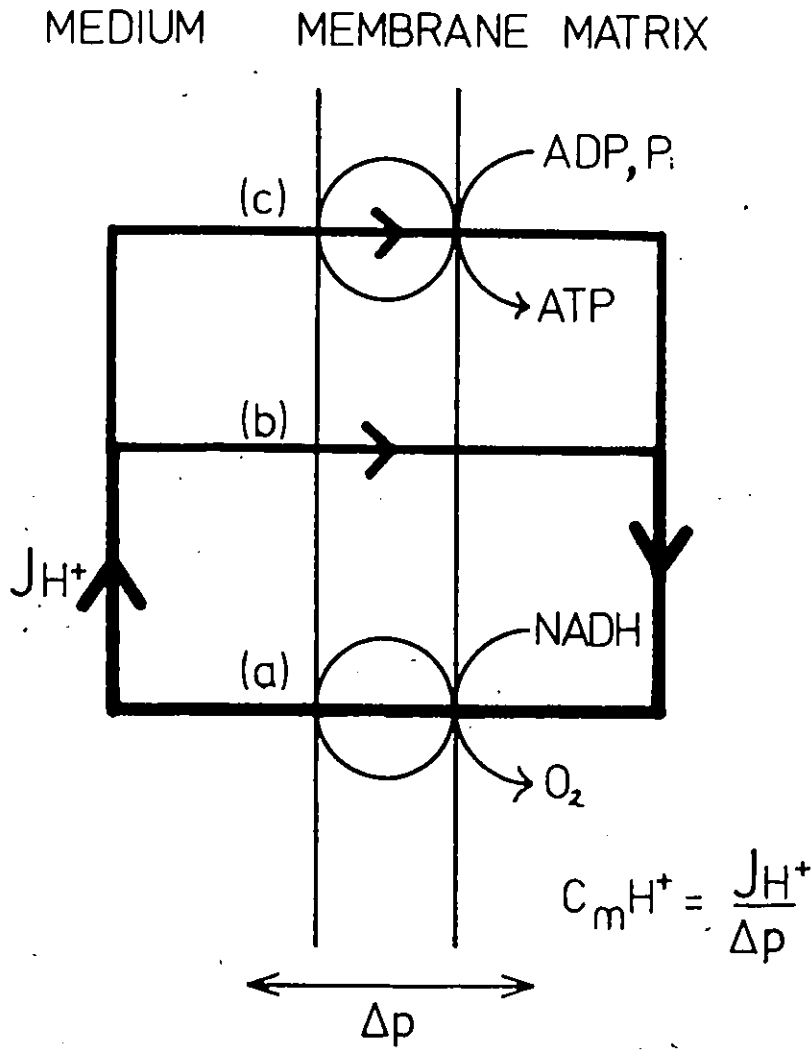 MEDIUM MEMBRANE MATRIX
(c)
ADP, Pi
ATP
(b)
JH+
NADH
(a)
O2
CmH+ = JH+
Δp
Δp